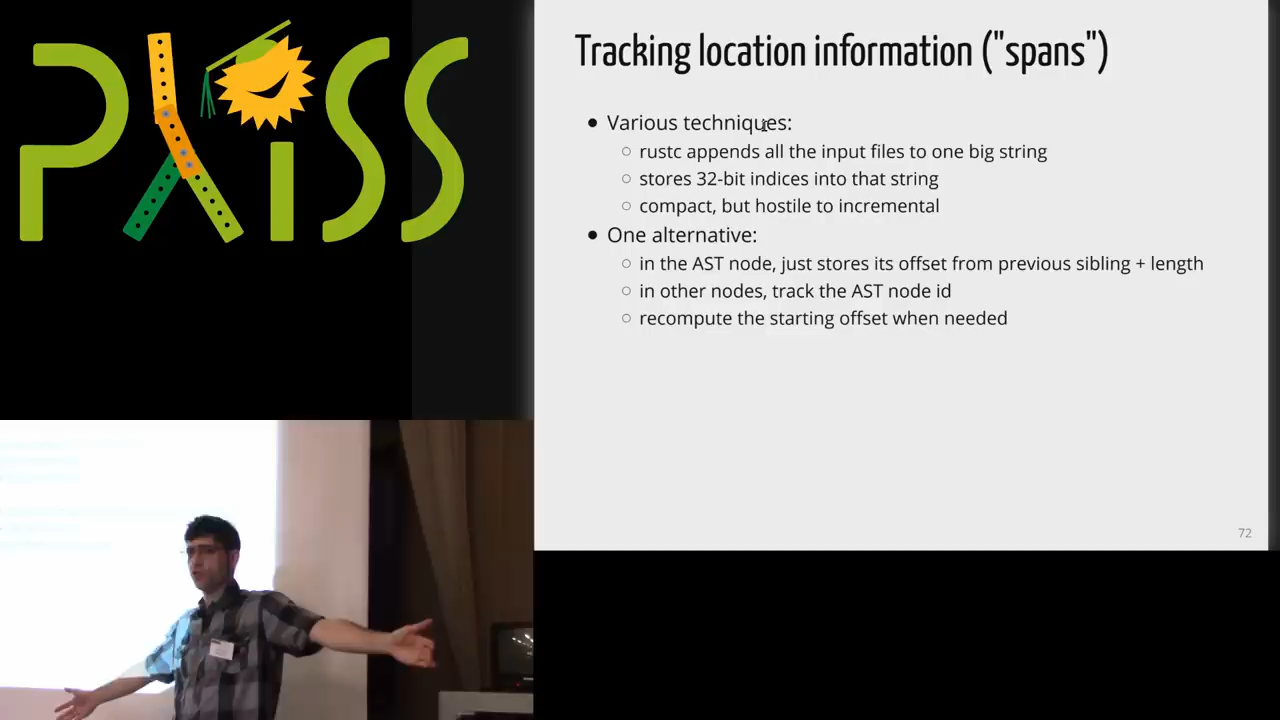 PLISS
Tracking location information ("spans")
● Various techniques:
○ rustc appends all the input files to one big string
○ stores 32-bit indices into that string
○ compact, but hostile to incremental
● One alternative:
○ in the AST node, just stores its offset from previous sibling + length
○ in other nodes, track the AST node id
○ recompute the starting offset when needed
72